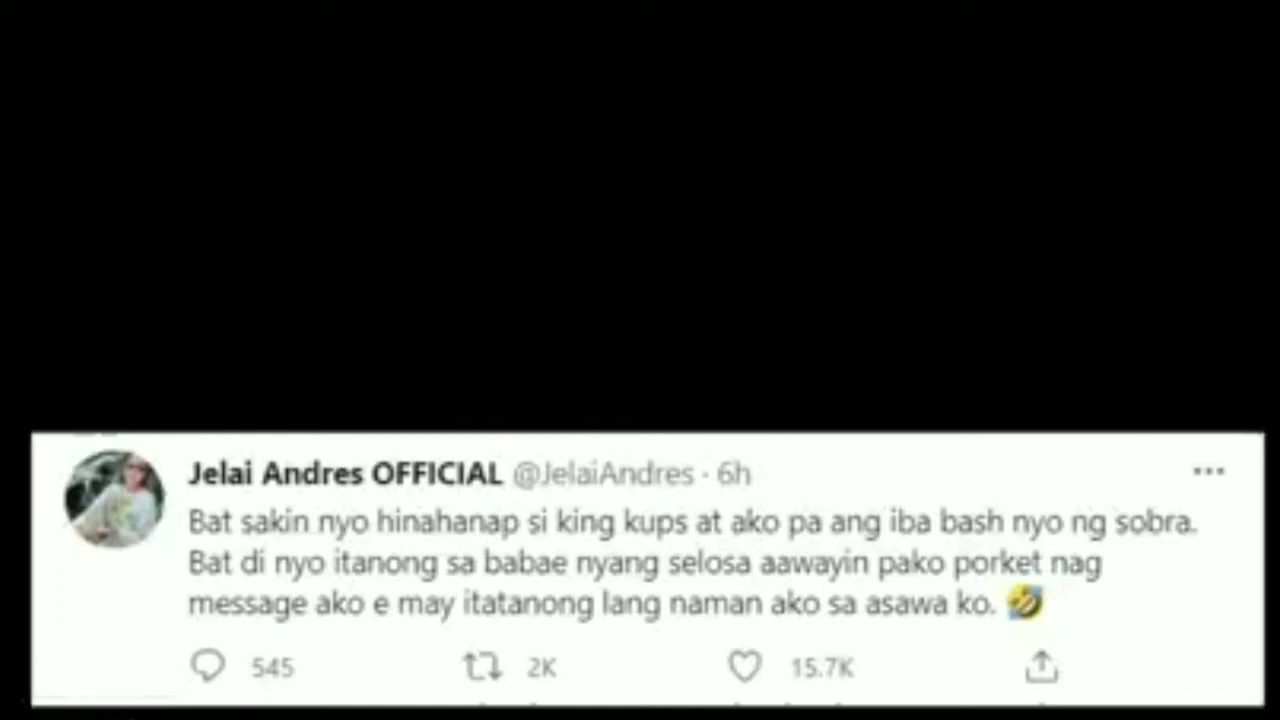 Jelai Andres OFFICIAL @JelaiAndres · 6h
Bat sakin nyo hinahanap si king kups at ako pa ang iba bash nyo ng sobra.
Bat di nyo itanong sa babae nyang selosa aawayin pako porket nag
message ako e may itatanong lang naman ako sa asawa ko. 🤣
545 2K 15.7K